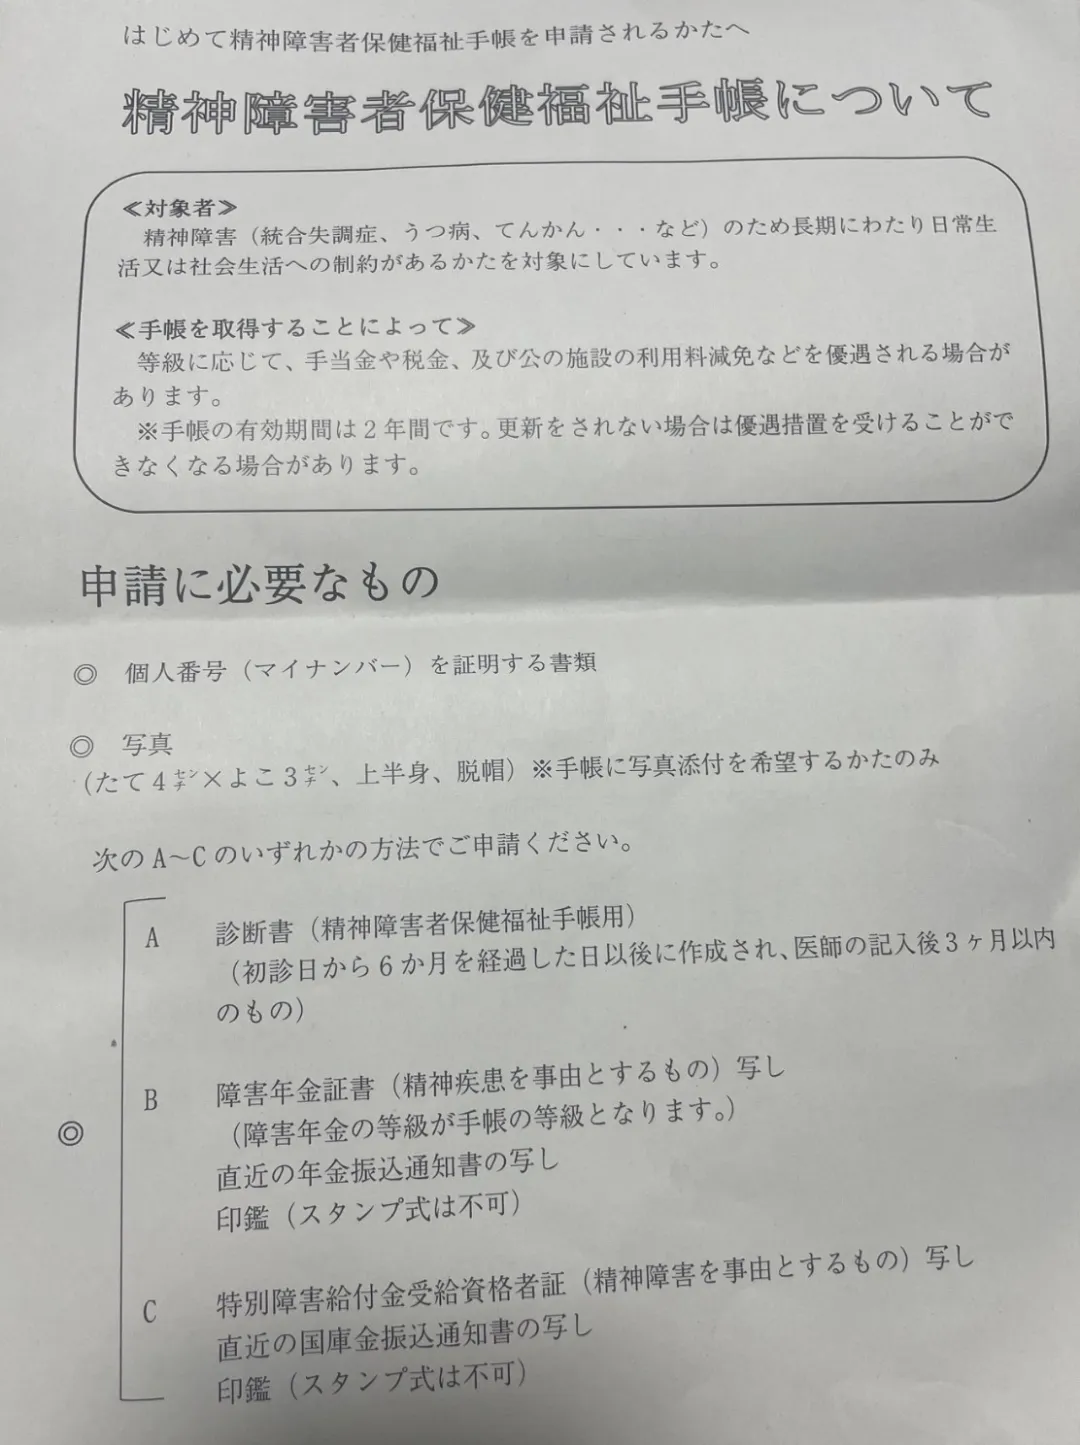 はじめて精神障害者保健福祉手帳を申請されるかたへ
精神障害者保健福祉手帳について
≪対象者≫
精神障害（統合失調症、うつ病、てんかん・・・など）のため長期にわたり日常生
活又は社会生活への制約があるかたを対象にしています。
≪手帳を取得することによって≫
等級に応じて、手当金や税金、及び公の施設の利用料減免などを優遇される場合が
あります。
※手帳の有効期間は２年間です。更新をされない場合は優遇措置を受けることがで
きなくなる場合があります。
申請に必要なもの
◎ 個人番号（マイナンバー）を証明する書類
◎ 写真
（たて４㌢×よこ３㌢、上半身、脱帽）※手帳に写真添付を希望するかたのみ
次のA～Cのいずれかの方法でご申請ください。
A 診断書（精神障害者保健福祉手帳用）
（初診日から６か月を経過した日以後に作成され、医師の記入後３ヶ月以内
のもの）
B 障害年金証書（精神疾患を事由とするもの）写し
◎ （障害年金の等級が手帳の等級となります。）
直近の年金振込通知書の写し
印鑑（スタンプ式は不可）
C 特別障害給付金受給資格者証（精神障害を事由とするもの）写し
直近の国庫金振込通知書の写し
印鑑（スタンプ式は不可）